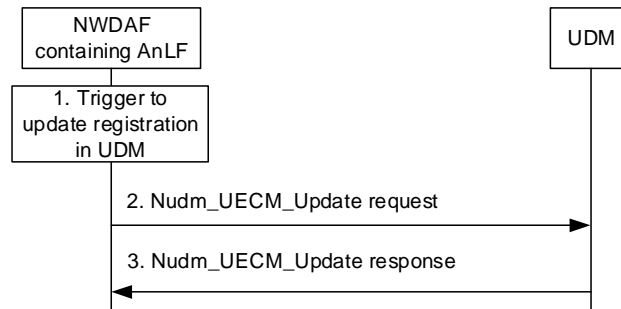 NWDAF
containing AnLF
UDM
1. Trigger to
update registration
in UDM
2. Nudm_UECM_Update request
3. Nudm_UECM_Update response